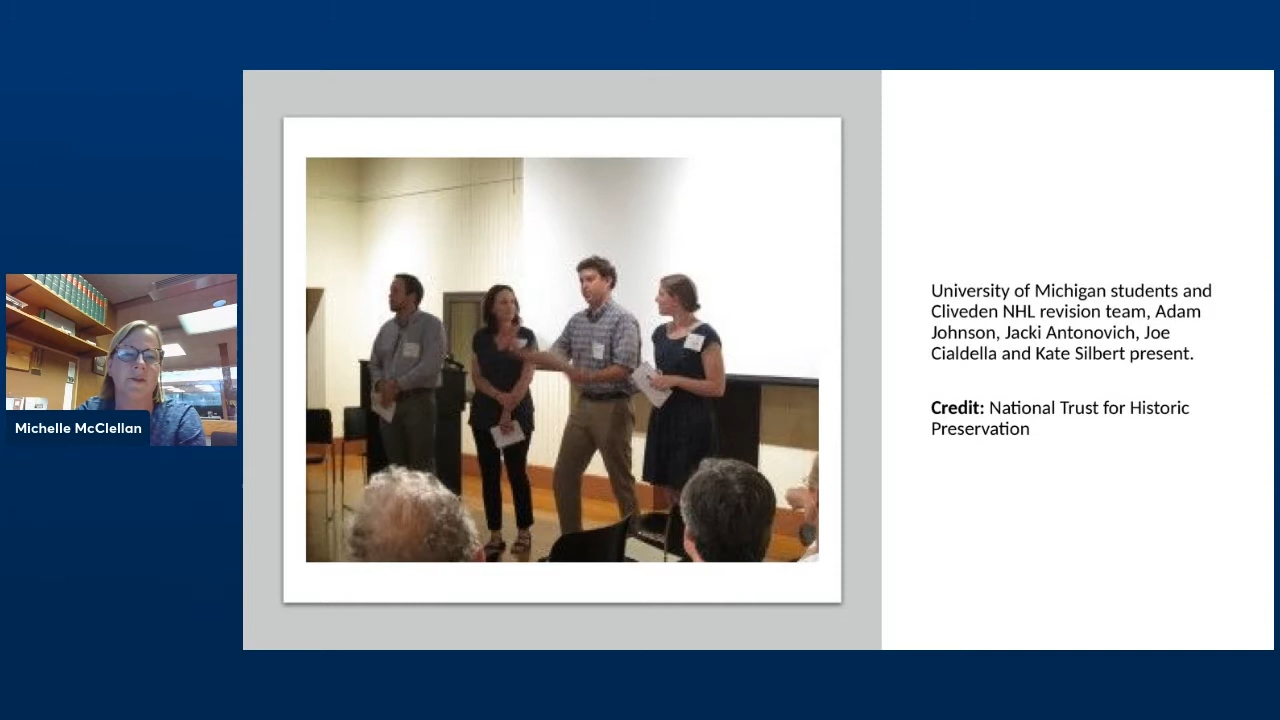 University of Michigan students and
Cliveden NHL revision team, Adam
Johnson, Jacki Antonovich, Joe
Cialdella and Kate Silbert present.
Credit: National Trust for Historic
Preservation
Michelle McClellan